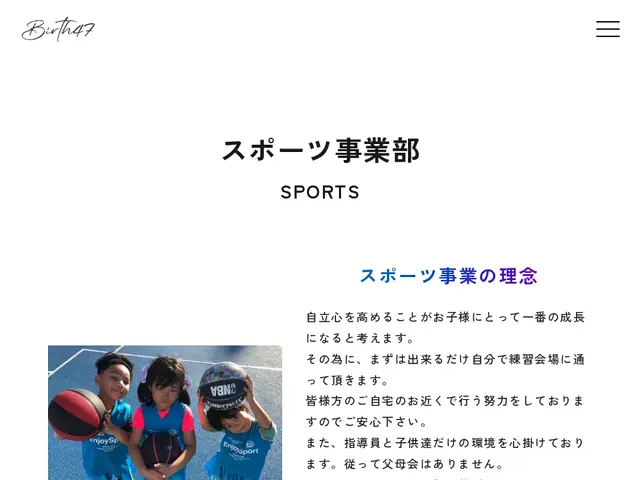 Birth47
スポーツ事業部
SPORTS
スポーツ事業の理念
自立心を高めることがお子様にとって一番の成長
になると考えます。
その為に、まずは出来るだけ自分で練習会場に通
って頂きます。
皆様方のご自宅のお近くで行う努力をしておりま
すのでご安心下さい。
また、指導員と子供達だけの環境を心掛けており
ます。従って父母会はありません。
NBA
EnjoySport
EnjoySport